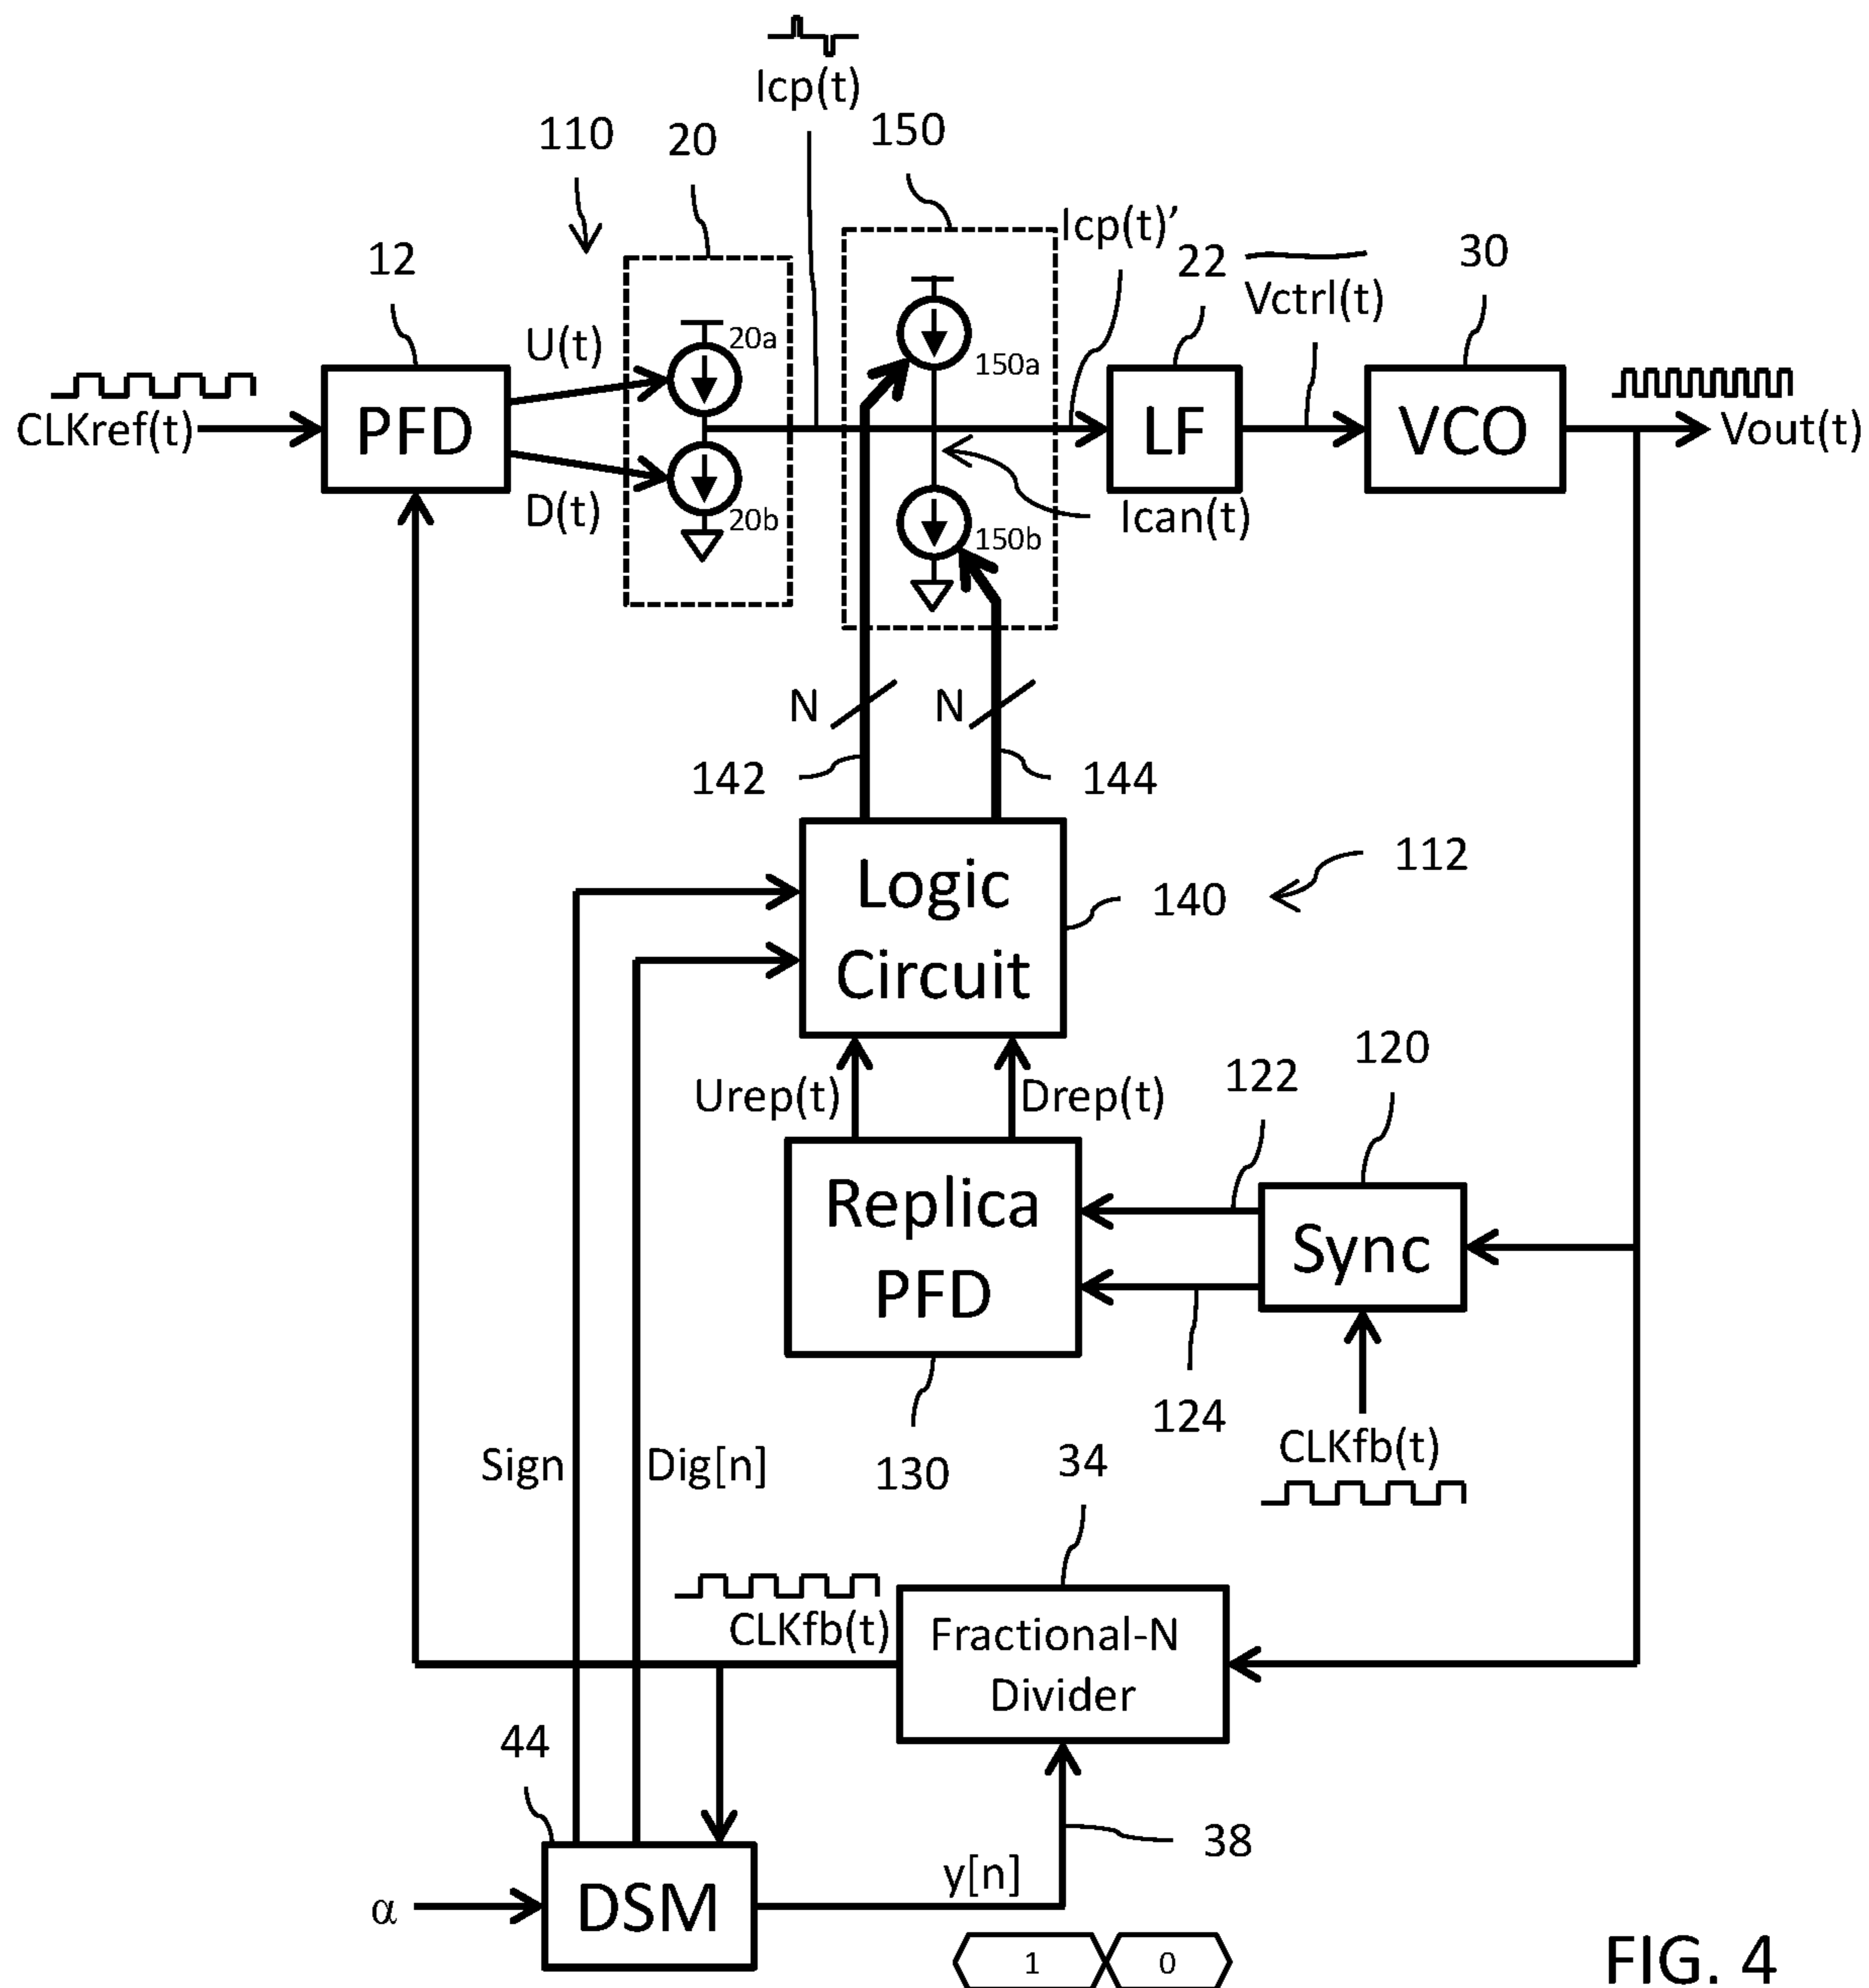 Icp(t)
110
20
150
Icp(t)'
22
Vctrl(t)
30
12
U(t)
20a
150a
CLKref(t)
PFD
LF
VCO
Vout(t)
D(t)
20b
150b
Ican(t)
N
N
142
144
Logic
Circuit
112
140
Urep(t)
Drep(t)
122
120
Replica
PFD
Sync
124
CLKfb(t)
Sign
Dig[n]
130
34
CLKfb(t)
Fractional-N
Divider
44
38
y[n]
α
DSM
1
0
FIG. 4